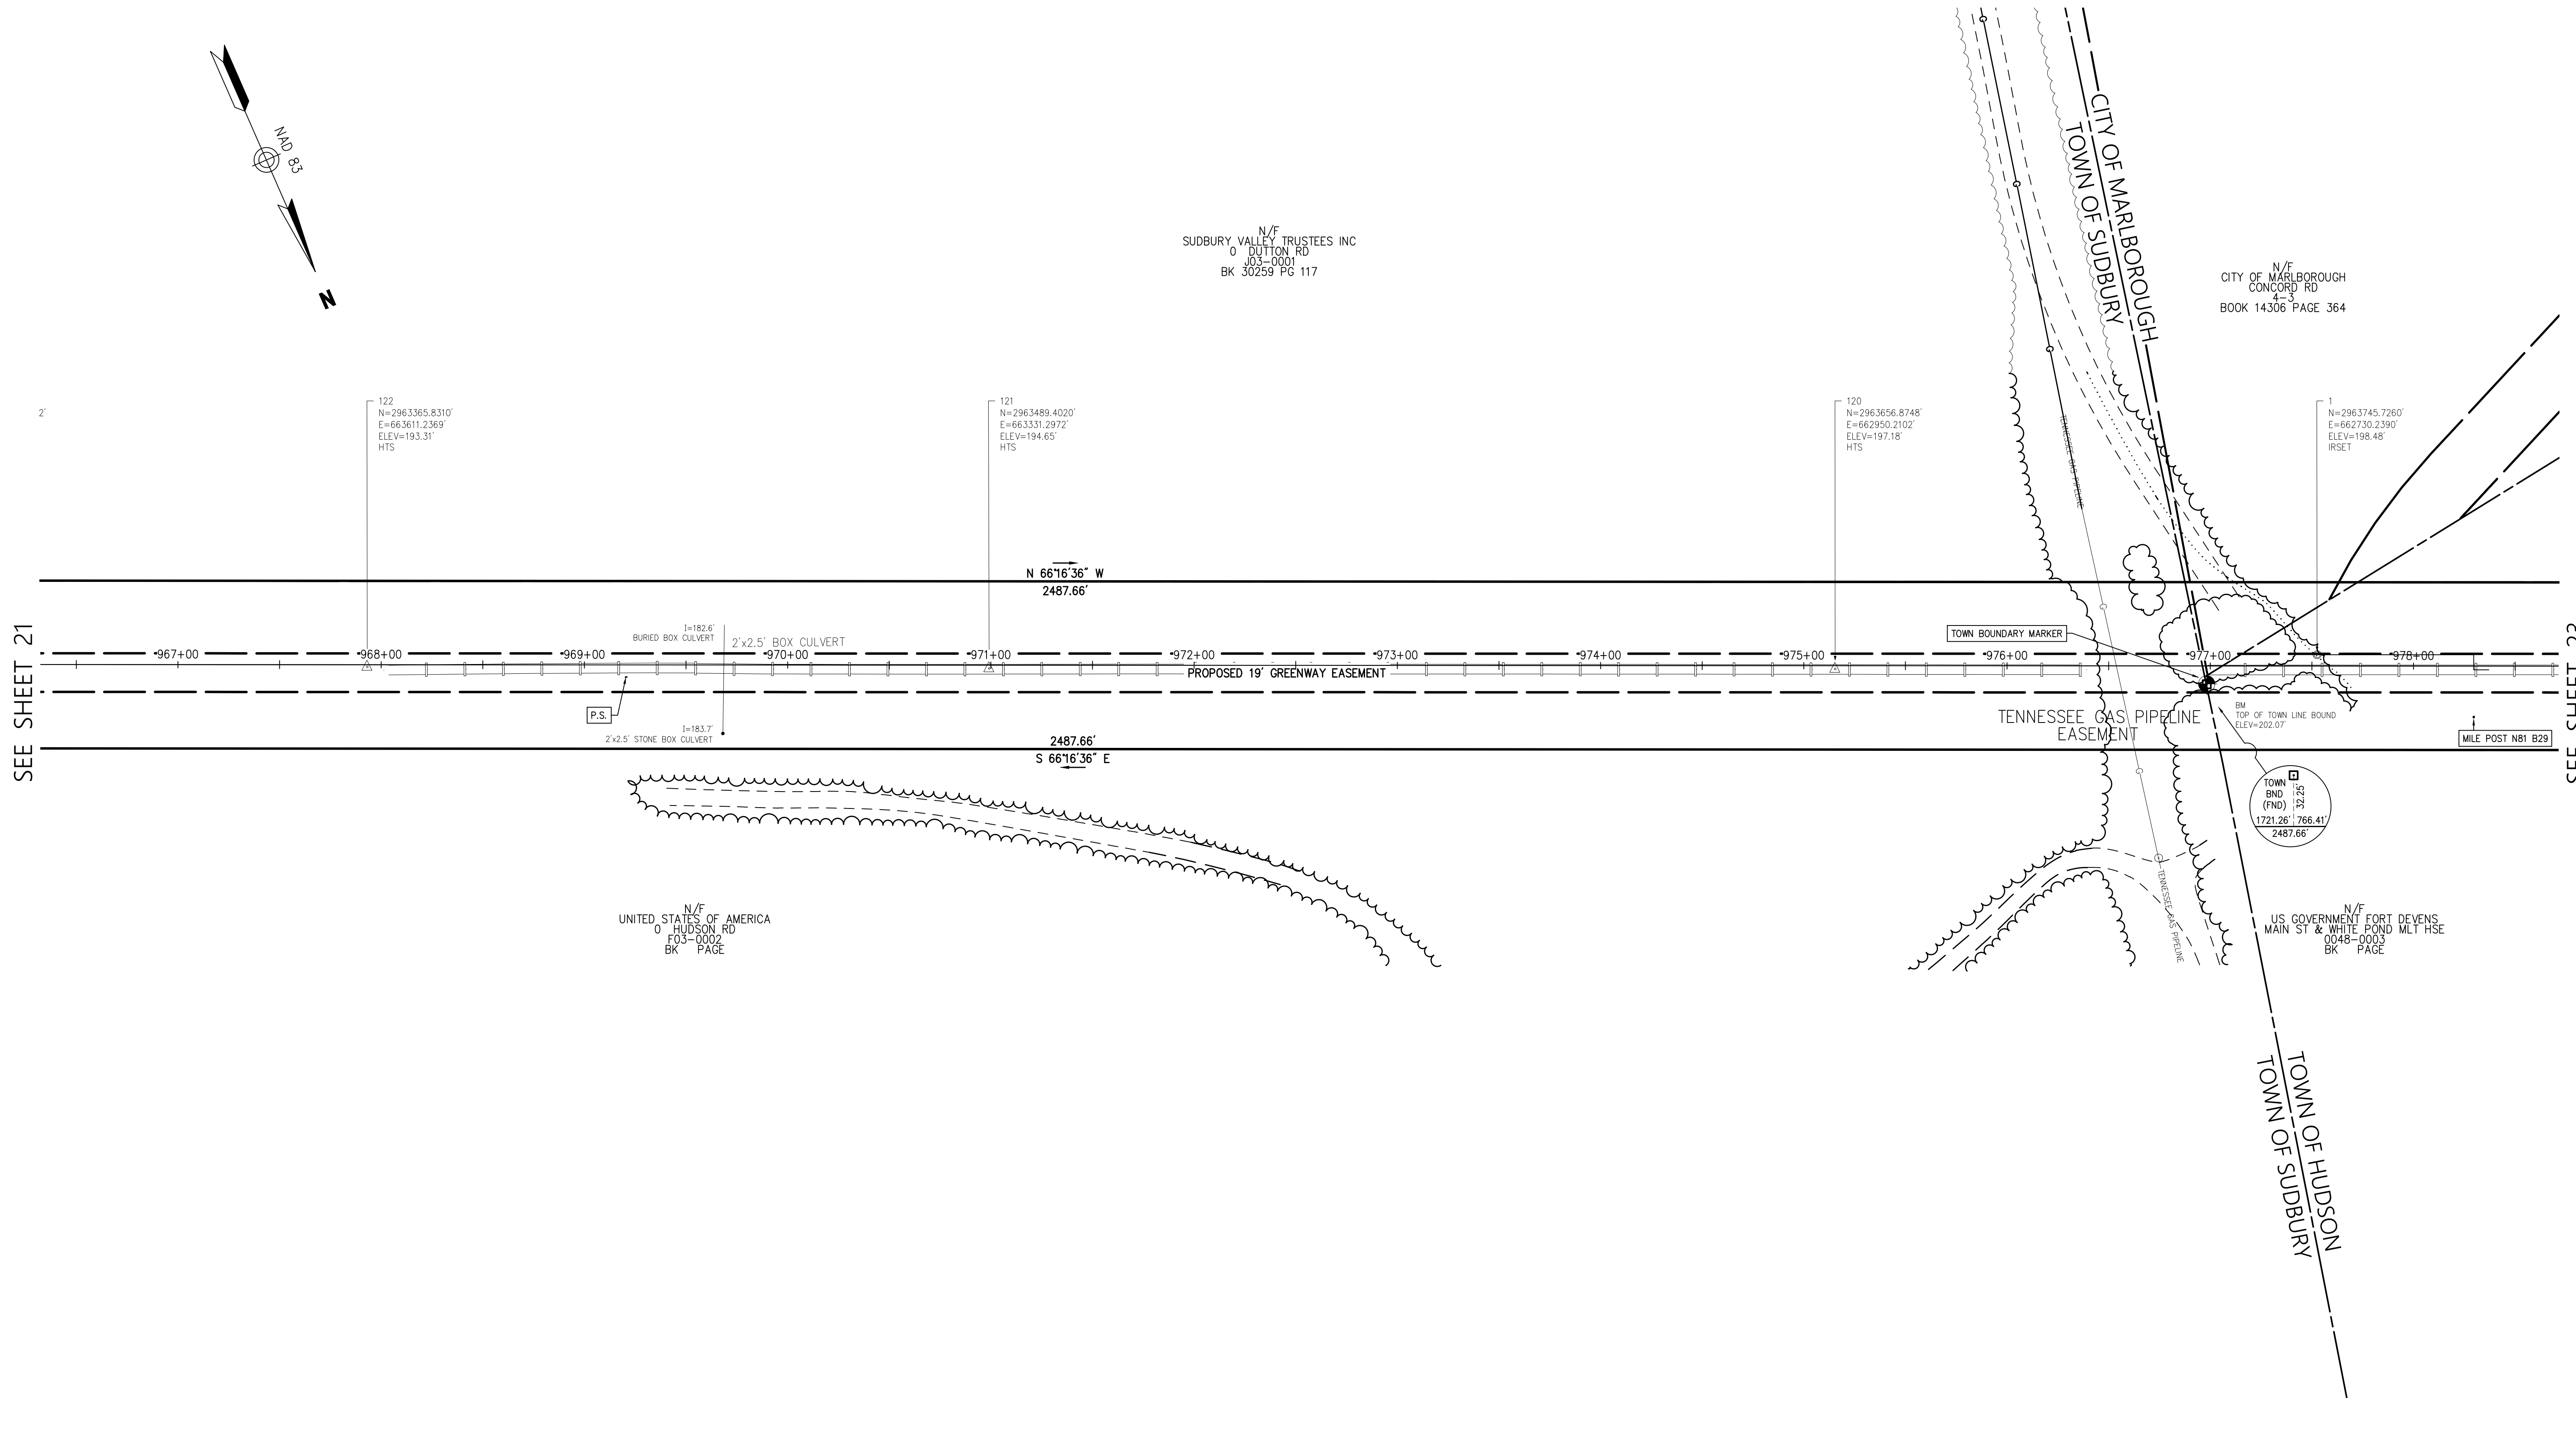 NAD 83
N
N/F
SUDBURY VALLEY TRUSTEES INC
0 DUTTON RD
J03-0001
BK 30259 PG 117
CITY OF MARLBOROUGH
TOWN OF SUDBURY
N/F
CITY OF MARLBOROUGH
CONCORD RD
4-3
BOOK 14306 PAGE 364
2'
122
N=2963365.8310'
E=663611.2369'
ELEV=193.31'
HTS
121
N=2963489.4020'
E=663331.2972'
ELEV=194.65'
HTS
120
N=2963656.8748'
E=662950.2102'
ELEV=197.18'
HTS
1
N=2963745.7260'
E=662730.2390'
ELEV=198.48'
IRSET
TENNESSEE GAS PIPELINE
G
G
G
G
G
G
N 66°16'36" W
2487.66'
SEE SHEET 21
I=182.6'
BURIED BOX CULVERT
2'x2.5' BOX CULVERT
TOWN BOUNDARY MARKER
967+00
968+00
969+00
970+00
971+00
972+00
973+00
974+00
975+00
976+00
977+00
978+00
PROPOSED 19' GREENWAY EASEMENT
P.S.
I=183.7'
2'x2.5' STONE BOX CULVERT
2487.66'
S 66°16'36" E
TENNESSEE GAS PIPELINE
EASEMENT
BM
TOP OF TOWN LINE BOUND
ELEV=202.07'
MILE POST N81 B29
TOWN
BND
(FND)
32.25'
1721.26' 766.41'
2487.66'
SEE SHEET 23
TENNESSEE GAS PIPELINE
N/F
UNITED STATES OF AMERICA
0 HUDSON RD
F03-0002
BK PAGE
N/F
US GOVERNMENT FORT DEVENS
MAIN ST & WHITE POND MLT HSE
0048-0003
BK PAGE
TOWN OF HUDSON
TOWN OF SUDBURY